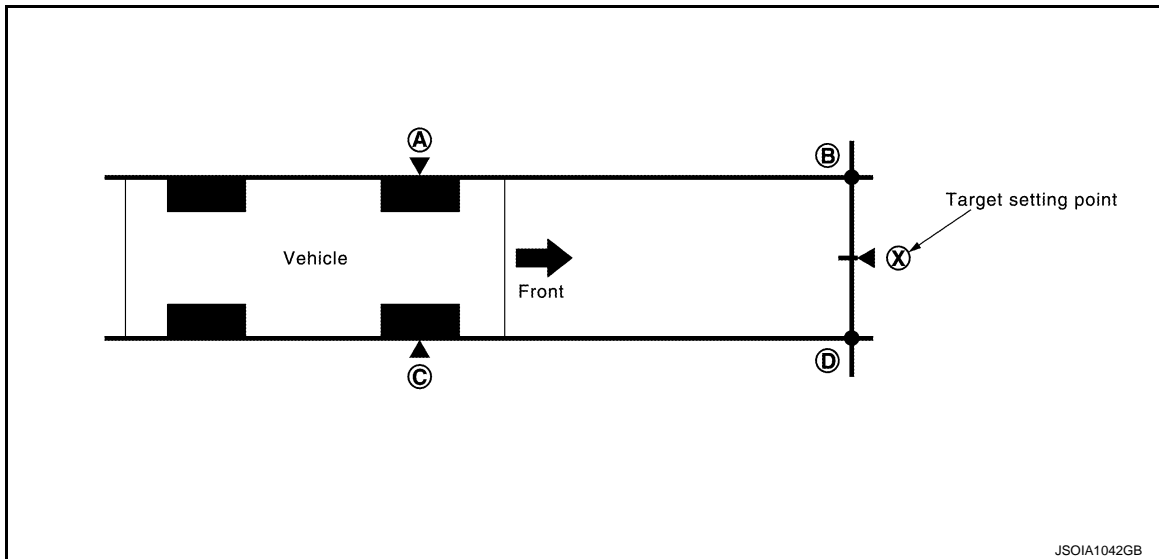 A
B
Target setting point
Vehicle
X
Front
D
C
JSOIA1042GB